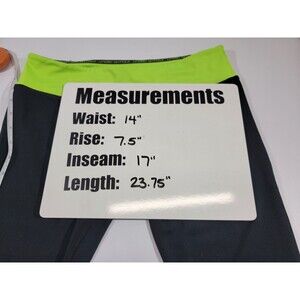 Measurements
Waist: 14"
Rise: 7.5"
Inseam: 17"
Length: 23.75"